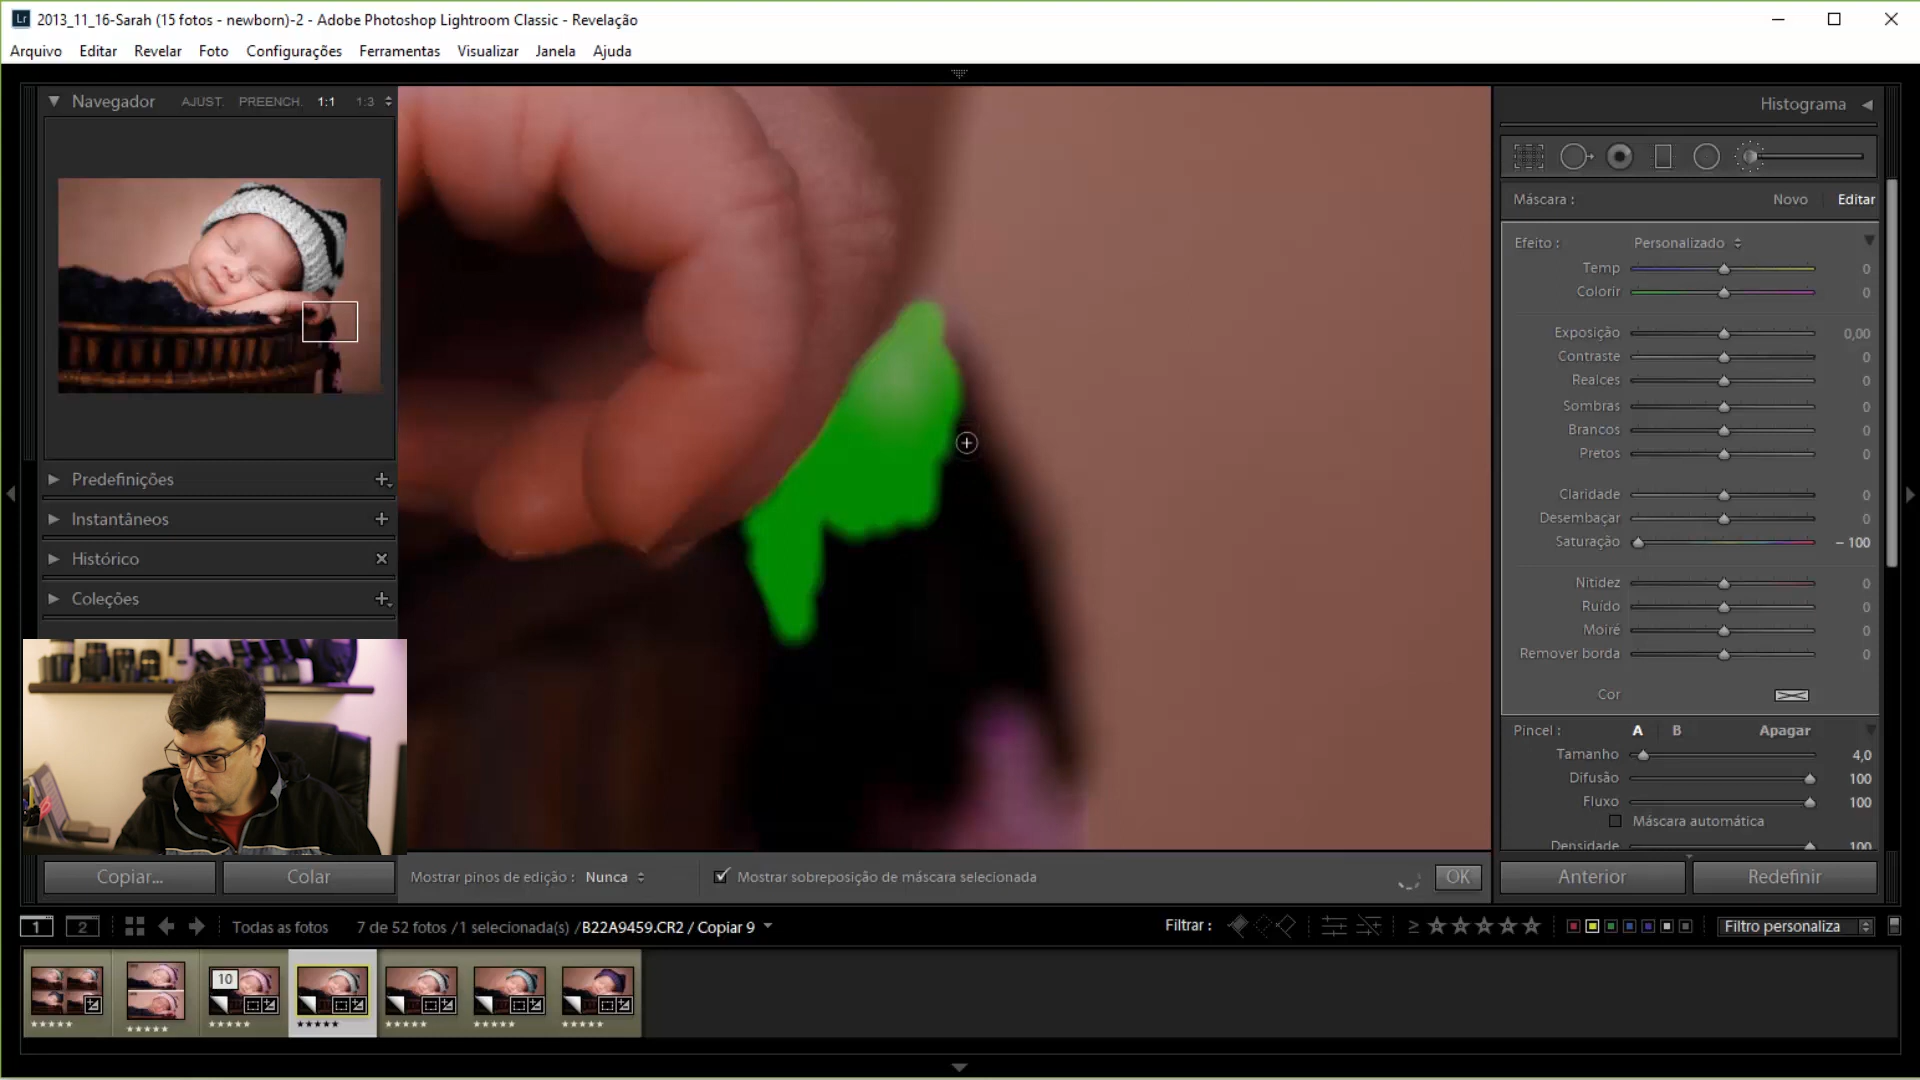 Lr 2013_11_16-Sarah (15 fotos - newborn)-2 - Adobe Photoshop Lightroom Classic - Revelação
Arquivo Editar Revelar Foto Configurações Ferramentas Visualizar Janela Ajuda
Navegador AJUST. PREENCH. 1:1 1:3
Predefinições
Instantâneos
Histórico
Coleções
Copiar... Colar
Mostrar pinos de edição : Nunca Mostrar sobreposição de máscara selecionada OK
Histograma
Máscara : Novo Editar
Efeito : Personalizado
Temp 0
Colorir 0
Exposição 0,00
Contraste 0
Realces 0
Sombras 0
Brancos 0
Pretos 0
Claridade 0
Desembaçar 0
Saturação – 100
Nitidez 0
Ruído 0
Moiré 0
Remover borda 0
Cor
Pincel : A B Apagar
Tamanho 4,0
Difusão 100
Fluxo 100
Máscara automática
Densidade 100
Anterior Redefinir
1 2 Todas as fotos 7 de 52 fotos /1 selecionada(s) /B22A9459.CR2 / Copiar 9 Filtrar : ≥ Filtro personaliza
10